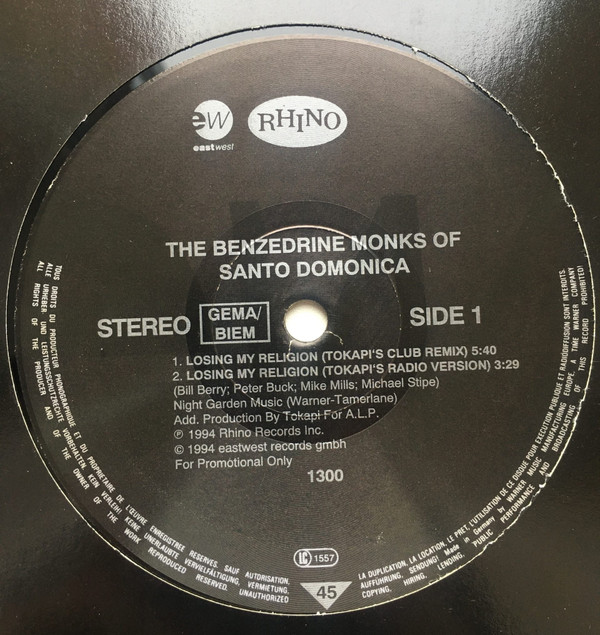 ew
eastwest
RHINO
THE BENZEDRINE MONKS OF
SANTO DOMONICA
STEREO
GEMA/
BIEM
SIDE 1
1. LOSING MY RELIGION (TOKAPI'S CLUB REMIX) 5:40
2. LOSING MY RELIGION (TOKAPI'S RADIO VERSION) 3:29
(Bill Berry; Peter Buck; Mike Mills; Michael Stipe)
Night Garden Music (Warner-Tamerlane)
Add. Production By Tokapi For A.L.P.
℗ 1994 Rhino Records Inc.
© 1994 eastwest records gmbh
For Promotional Only
1300
LC 1557
45
TOUS DROITS DU PRODUCTEUR PHONOGRAPHIQUE ET DU PROPRIETAIRE DE L'ŒUVRE ENREGISTREE RESERVES. SAUF AUTORISATION,
ALLE URHEBER UND LEISTUNGSSCHUTZRECHTE VORBEHALTEN KEIN VERLEIH! KEINE UNERLAUBTE VERVIELFÄLTIGUNG, VERMIETUNG,
ALL RIGHTS OF THE PRODUCER AND OF THE OWNER OF THE WORK REPRODUCED RESERVED. UNAUTHORIZED
LA DUPLICATION, LA LOCATION, LE PRET, L'UTILISATION DE CE DISQUE POUR EXECUTION PUBLIQUE ET RADIODIFFUSION SONT INTERDITS.
AUFFÜHRUNG, SENDUNG! Made in Germany by WARNER MUSIC MANUFACTURING EUROPE. A TIME WARNER COMPANY
COPYING, HIRING, LENDING, PUBLIC PERFORMANCE AND BROADCASTING OF THIS RECORD PROHIBITED!